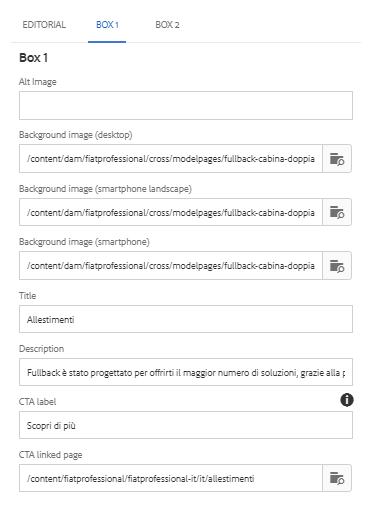 EDITORIAL BOX 1 BOX 2
Box 1
Alt Image
Background image (desktop)
/content/dam/fiatprofessional/cross/modelpages/fullback-cabina-doppia
Background image (smartphone landscape)
/content/dam/fiatprofessional/cross/modelpages/fullback-cabina-doppia
Background image (smartphone)
/content/dam/fiatprofessional/cross/modelpages/fullback-cabina-doppia
Title
Allestimenti
Description
Fullback è stato progettato per offrirti il maggior numero di soluzioni, grazie alla
CTA label
Scopri di più
CTA linked page
/content/fiatprofessional/fiatprofessional-it/it/allestimenti